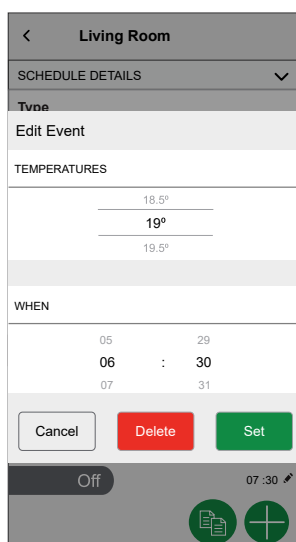 Living Room
SCHEDULE DETAILS
Type
Edit Event
TEMPERATURES
18.5º
19º
19.5º
WHEN
05 29
06 : 30
07 31
Cancel Delete Set
Off 07 :30